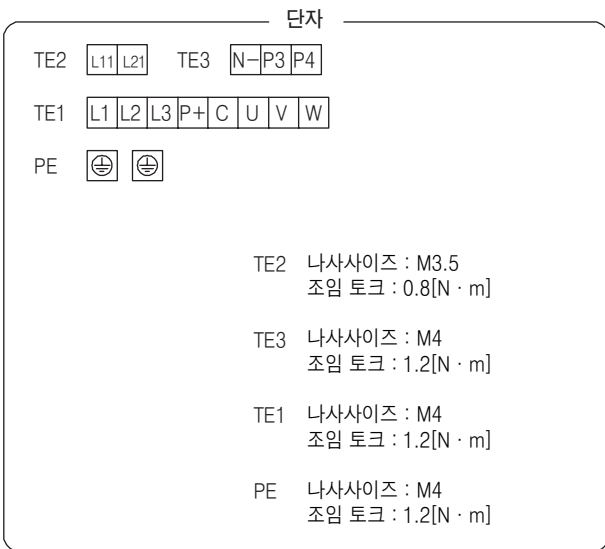 단자
TE2 L11 L21 TE3 N- P3 P4
TE1 L1 L2 L3 P+ C U V W
PE
TE2 나사사이즈 : M3.5
조임 토크 : 0.8[N · m]
TE3 나사사이즈 : M4
조임 토크 : 1.2[N · m]
TE1 나사사이즈 : M4
조임 토크 : 1.2[N · m]
PE 나사사이즈 : M4
조임 토크 : 1.2[N · m]